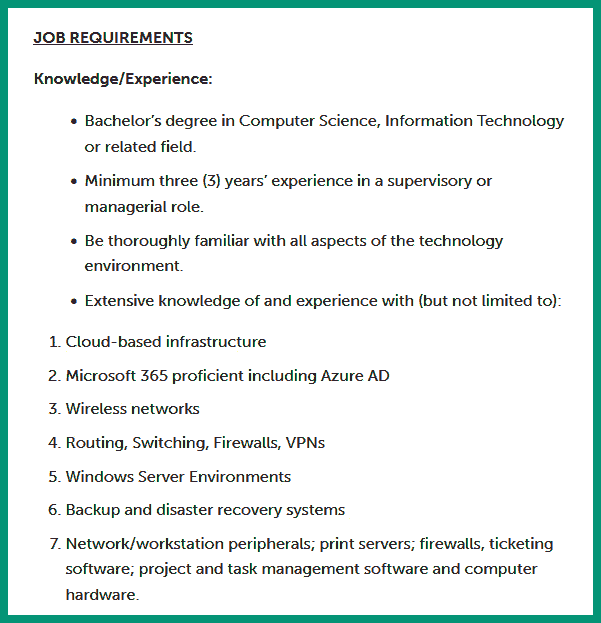 JOB REQUIREMENTS
Knowledge/Experience:
• Bachelor's degree in Computer Science, Information Technology
or related field.
• Minimum three (3) years' experience in a supervisory or
managerial role.
• Be thoroughly familiar with all aspects of the technology
environment.
• Extensive knowledge of and experience with (but not limited to):
1. Cloud-based infrastructure
2. Microsoft 365 proficient including Azure AD
3. Wireless networks
4. Routing, Switching, Firewalls, VPNs
5. Windows Server Environments
6. Backup and disaster recovery systems
7. Network/workstation peripherals; print servers; firewalls, ticketing
software; project and task management software and computer
hardware.